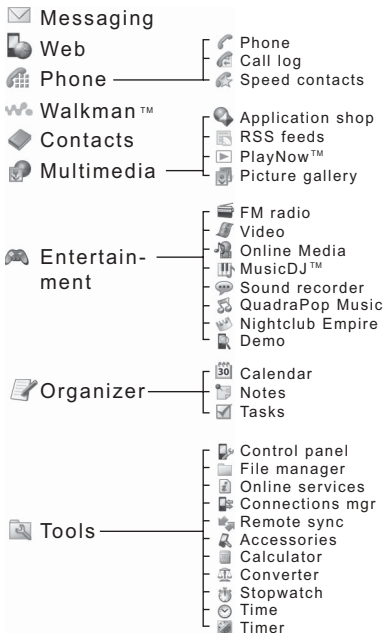 Messaging
Web
Phone
Phone
Call log
Speed contacts
Walkman™
Contacts
Multimedia
Application shop
RSS feeds
PlayNow™
Picture gallery
Entertain-
ment
FM radio
Video
Online Media
MusicDJ™
Sound recorder
QuadraPop Music
Nightclub Empire
Demo
Organizer
30
Calendar
Notes
Tasks
Tools
Control panel
File manager
Online services
Connections mgr
Remote sync
Accessories
Calculator
Converter
Stopwatch
Time
Timer